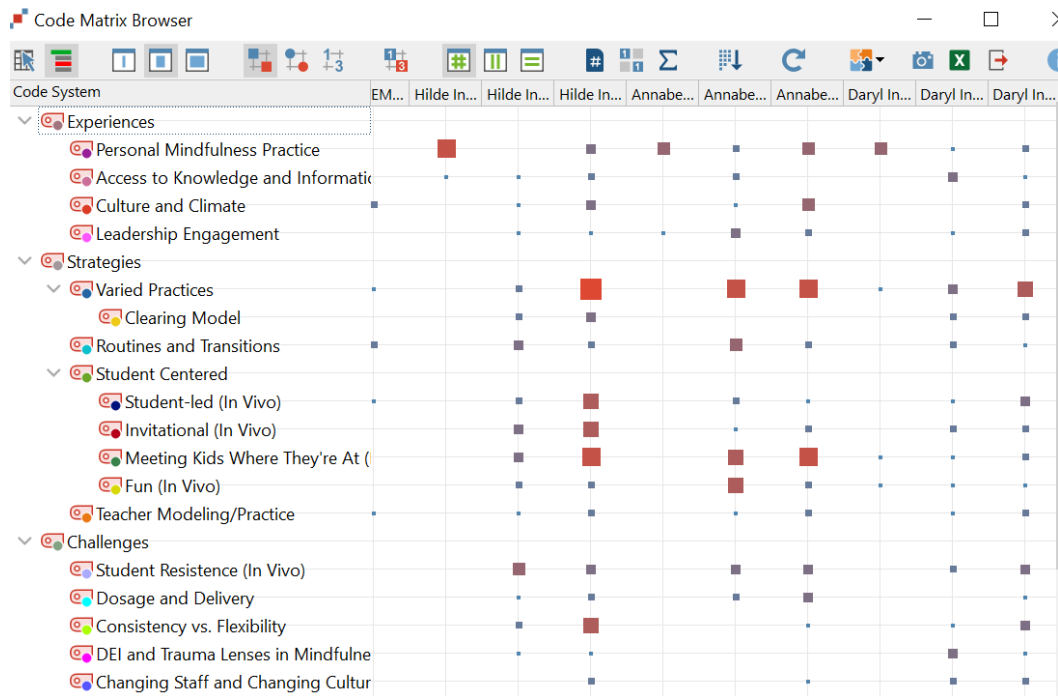 Code Matrix Browser
Code System EM... Hilde In... Hilde In... Hilde In... Annabe... Annabe... Annabe... Daryl In... Daryl In... Daryl In...
Experiences
Personal Mindfulness Practice
Access to Knowledge and Informatic
Culture and Climate
Leadership Engagement
Strategies
Varied Practices
Clearing Model
Routines and Transitions
Student Centered
Student-led (In Vivo)
Invitational (In Vivo)
Meeting Kids Where They're At (
Fun (In Vivo)
Teacher Modeling/Practice
Challenges
Student Resistence (In Vivo)
Dosage and Delivery
Consistency vs. Flexibility
DEI and Trauma Lenses in Mindfulne
Changing Staff and Changing Cultur